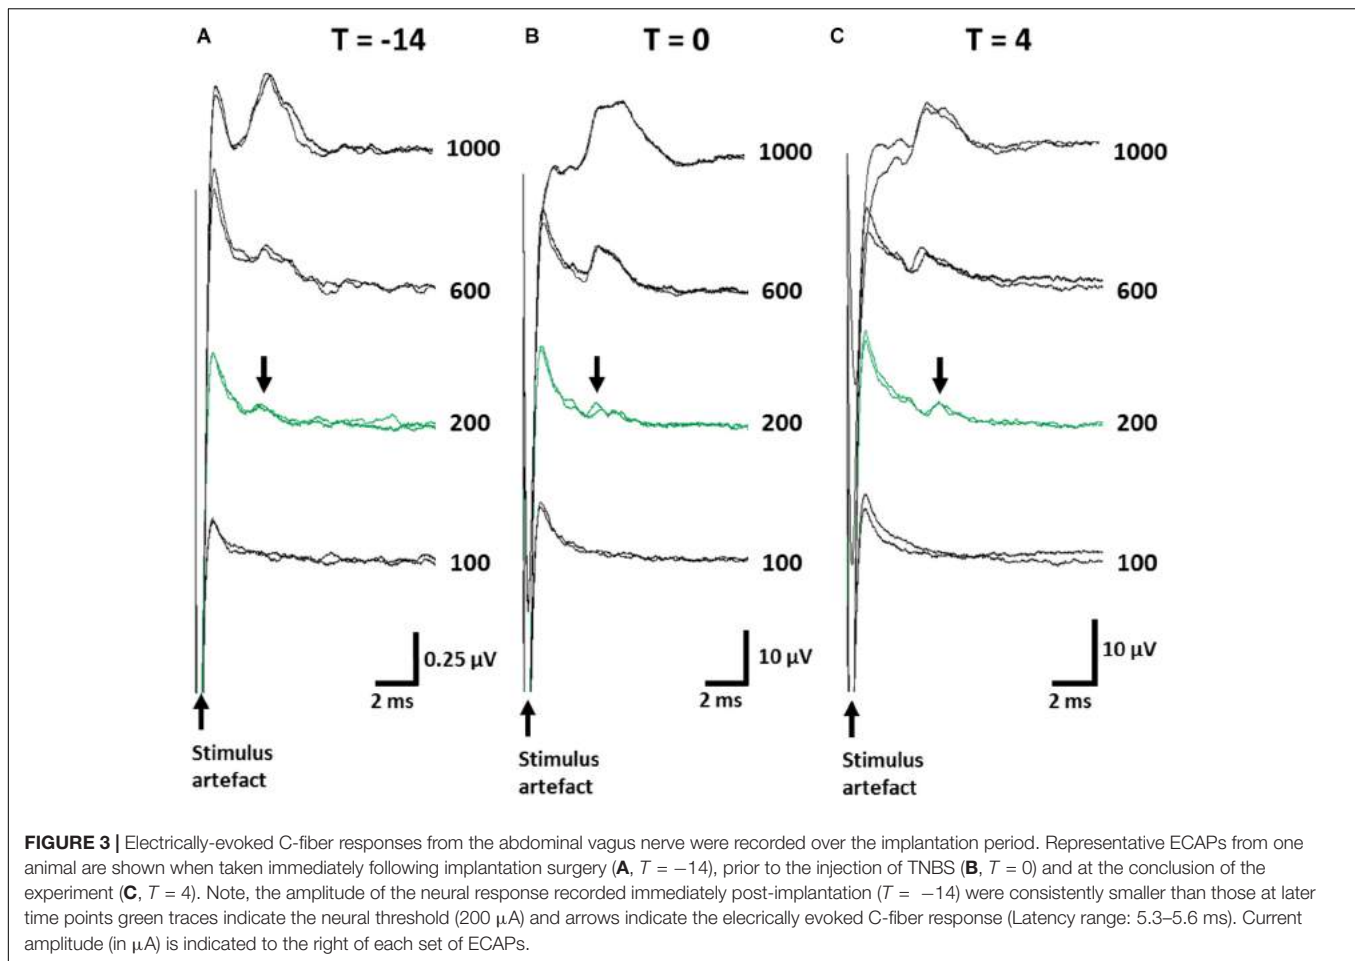 A T = -14 B T = 0 C T = 4
1000 1000 1000
600 600 600
200 200 200
100 100 100
0.25 µV 10 µV 10 µV
2 ms 2 ms 2 ms
Stimulus
artefact
Stimulus
artefact
Stimulus
artefact
FIGURE 3 | Electrically-evoked C-fiber responses from the abdominal vagus nerve were recorded over the implantation period. Representative ECAPs from one
animal are shown when taken immediately following implantation surgery (A, T = −14), prior to the injection of TNBS (B, T = 0) and at the conclusion of the
experiment (C, T = 4). Note, the amplitude of the neural response recorded immediately post-implantation (T = −14) were consistently smaller than those at later
time points green traces indicate the neural threshold (200 µA) and arrows indicate the elecrically evoked C-fiber response (Latency range: 5.3–5.6 ms). Current
amplitude (in µA) is indicated to the right of each set of ECAPs.